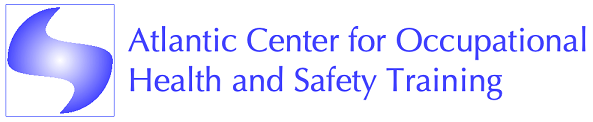 Atlantic Center for Occupational
Health and Safety Training